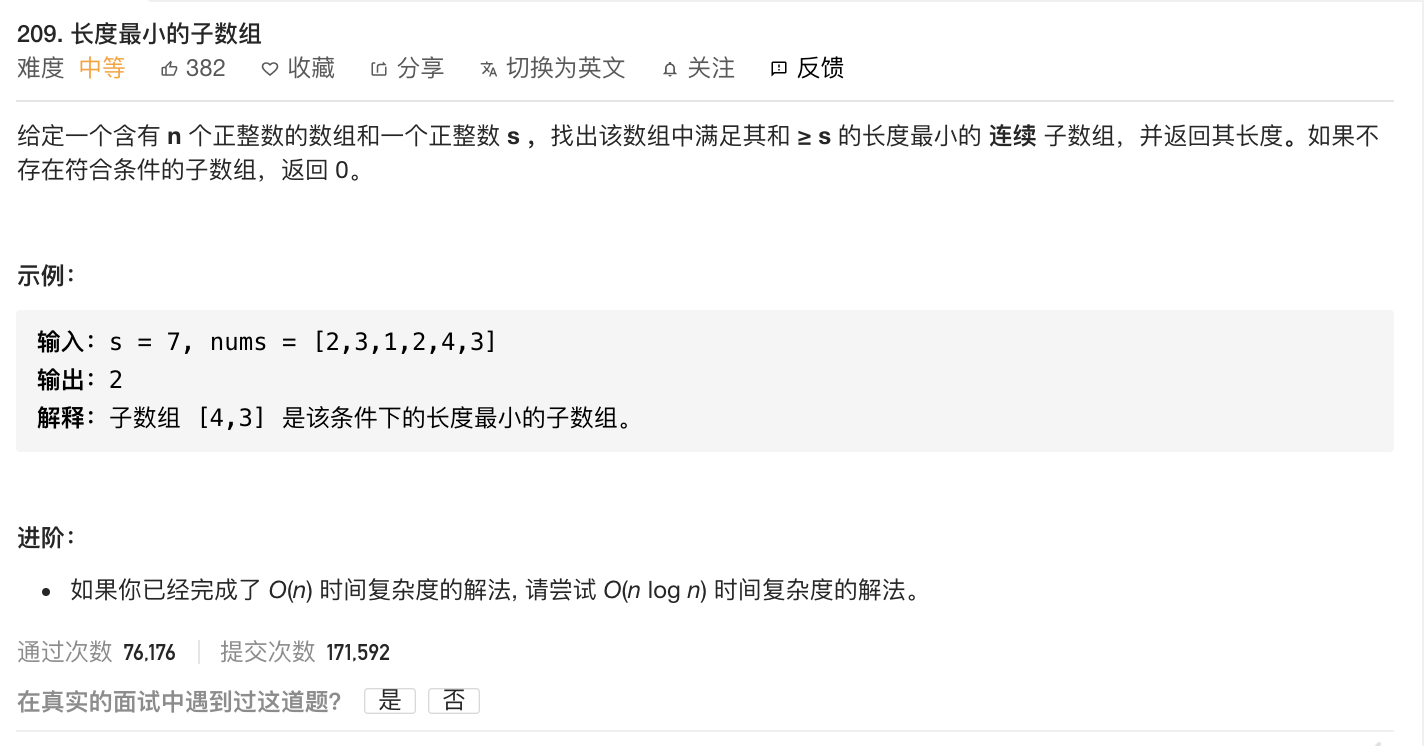 209. 长度最小的子数组
难度 中等 382 收藏 分享 切换为英文 关注 反馈
给定一个含有 n 个正整数的数组和一个正整数 s ，找出该数组中满足其和 ≥ s 的长度最小的 连续 子数组，并返回其长度。如果不
存在符合条件的子数组，返回 0。
示例：
输入：s = 7, nums = [2,3,1,2,4,3]
输出：2
解释：子数组 [4,3] 是该条件下的长度最小的子数组。
进阶：
• 如果你已经完成了 O(n) 时间复杂度的解法, 请尝试 O(n log n) 时间复杂度的解法。
通过次数 76,176 提交次数 171,592
在真实的面试中遇到过这道题? 是 否